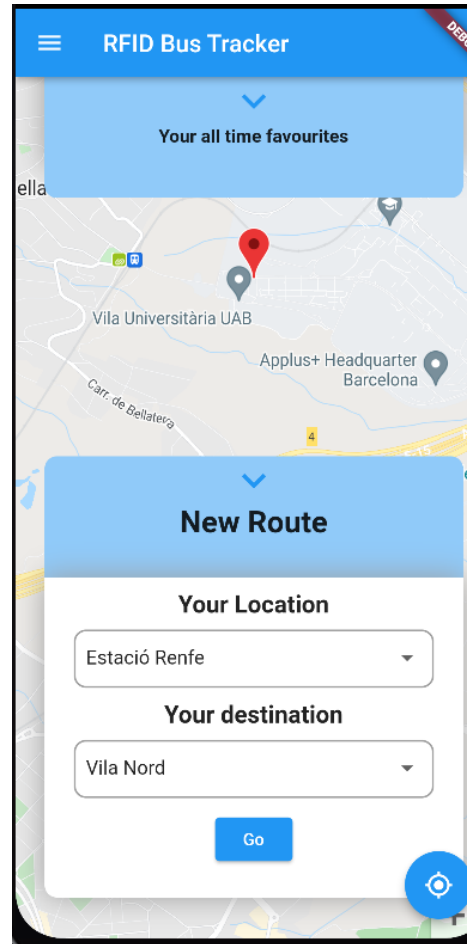 RFID Bus Tracker
Your all time favourites
ella
Vila Universitària UAB
Applus+ Headquarter
Barcelona
Carr. de Bellaterra
4
New Route
Your Location
Estació Renfe
Your destination
Vila Nord
Go